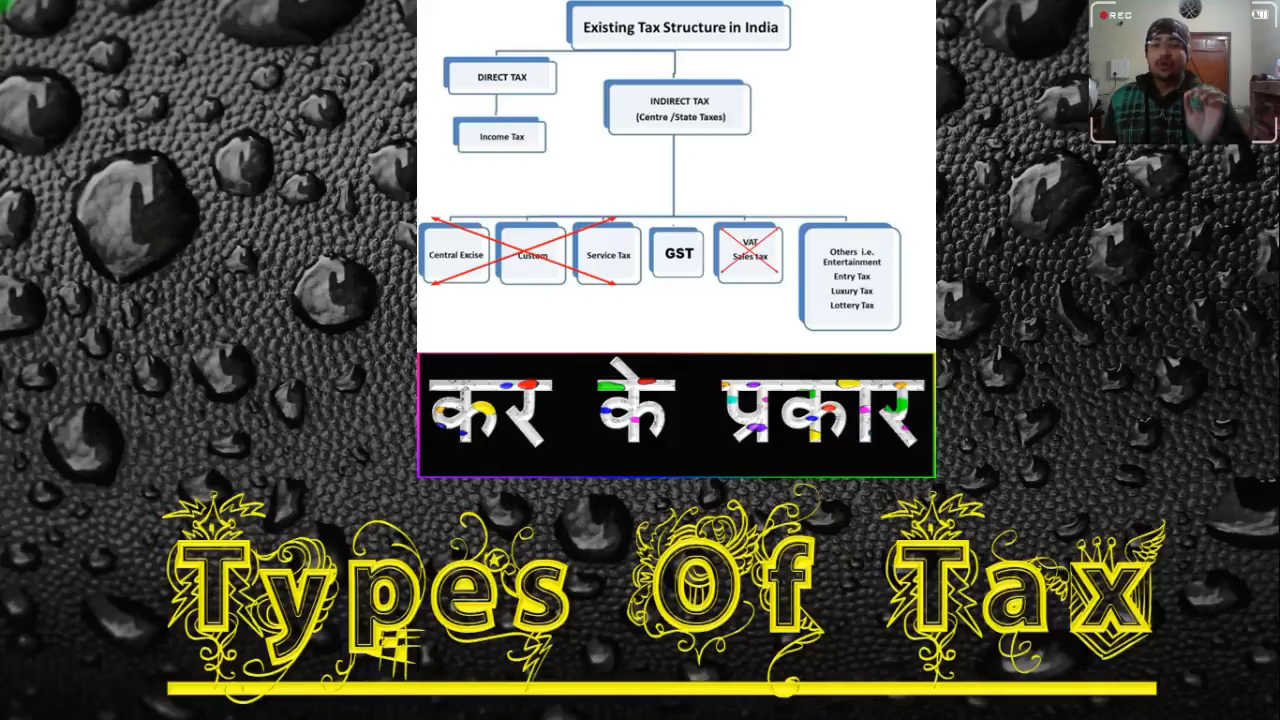 Existing Tax Structure in India
REC
DIRECT TAX
INDIRECT TAX
(Centre /State Taxes)
Income Tax
Central Excise
Custom
Service Tax
GST
VAT
Sales tax
Others i.e.
Entertainment
Entry Tax
Luxury Tax
Lottery Tax
कर के प्रकार
Types Of Tax